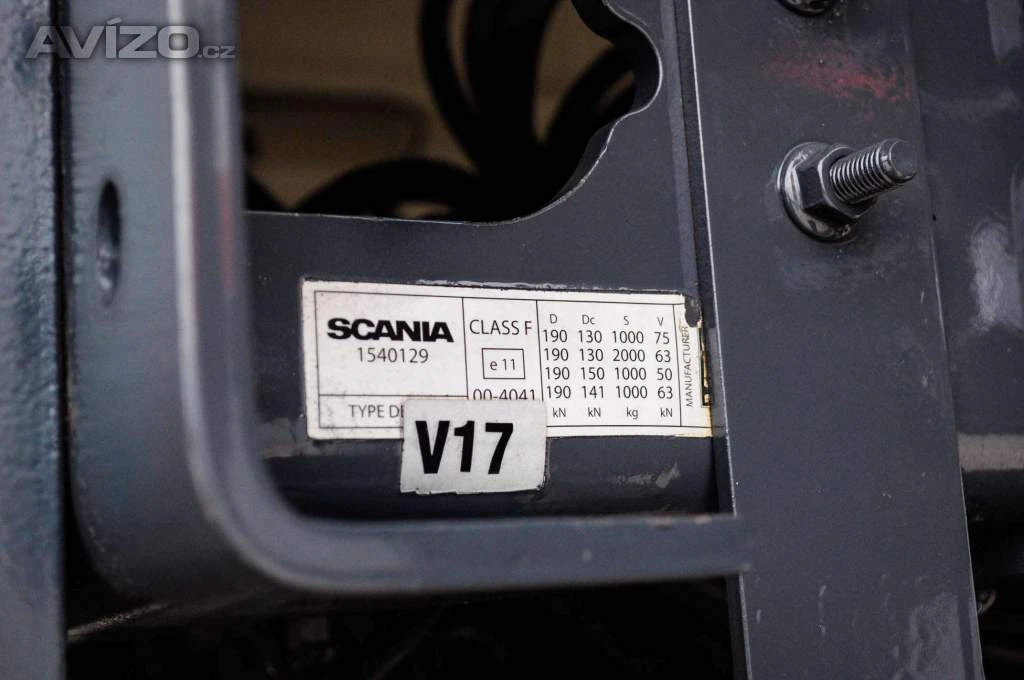 AVÍZO.cz
SCANIA
1540129
CLASS F
e 11
00-4041
TYPE DE
D Dc S V
190 130 1000 75
190 130 2000 63
190 150 1000 50
190 141 1000 63
kN kN kg kN
MANUFACTURER
V17